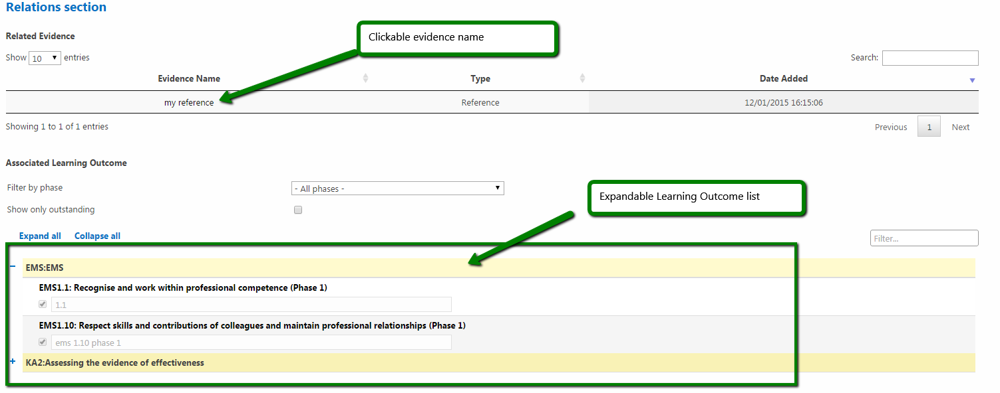 Relations section
Clickable evidence name
Related Evidence
Show 10 entries Search:
Evidence Name Type Date Added
my reference Reference 12/01/2015 16:15:06
Showing 1 to 1 of 1 entries Previous 1 Next
Associated Learning Outcome
Filter by phase - All phases -
Expandable Learning Outcome list
Show only outstanding
Expand all Collapse all Filter...
EMS:EMS
EMS1.1: Recognise and work within professional competence (Phase 1)
1.1
EMS1.10: Respect skills and contributions of colleagues and maintain professional relationships (Phase 1)
ems 1.10 phase 1
KA2:Assessing the evidence of effectiveness